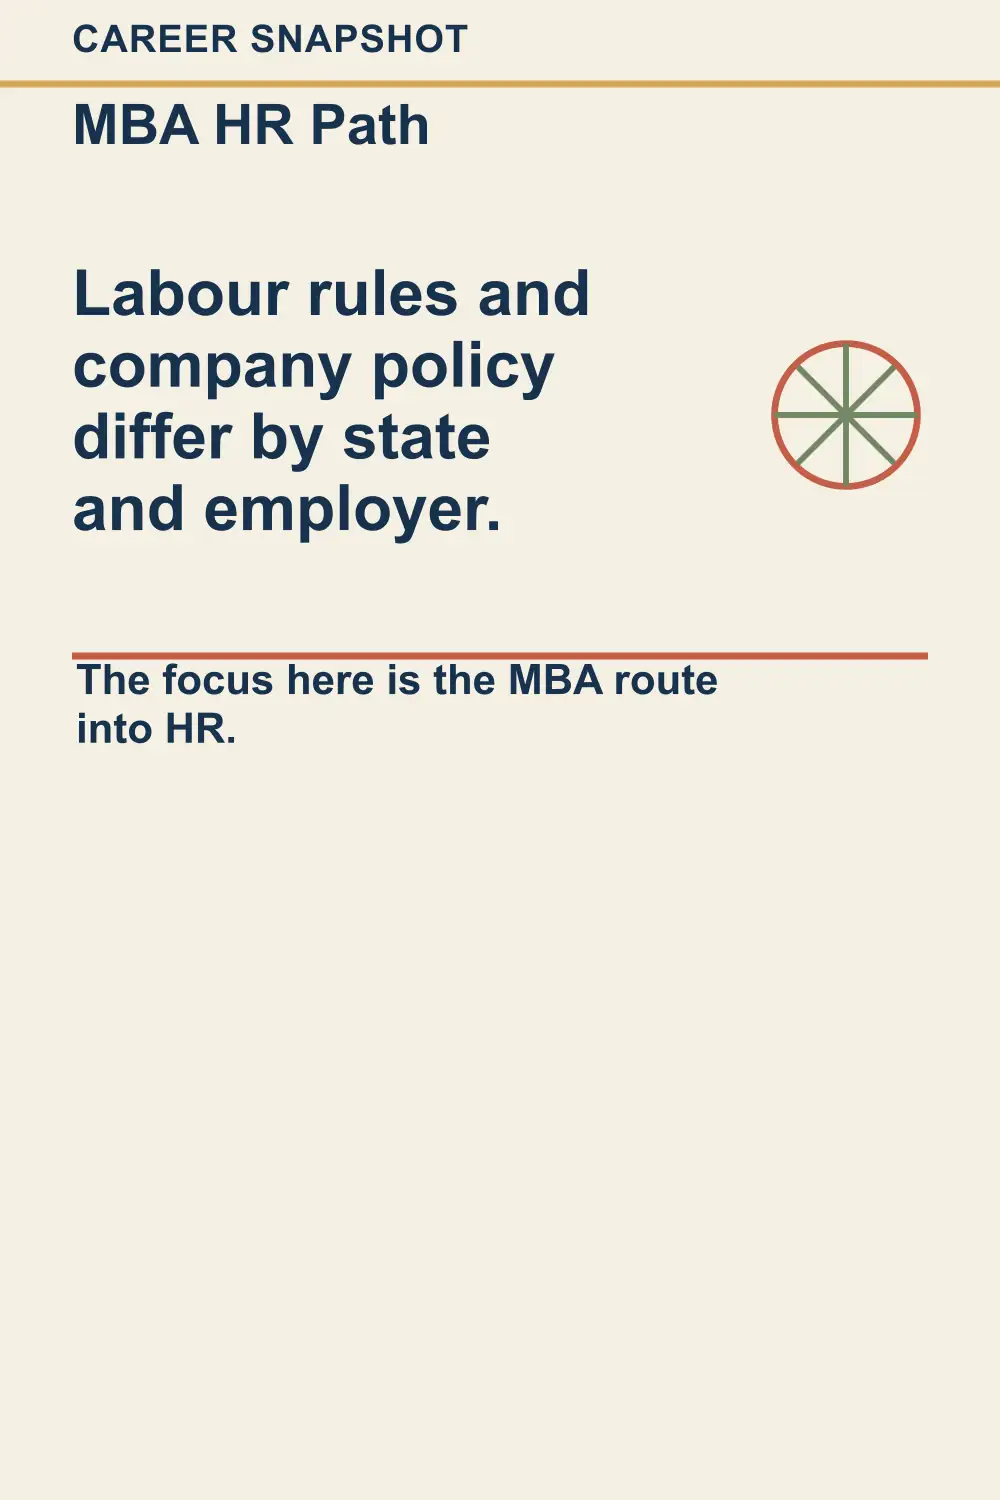 CAREER SNAPSHOT
MBA HR Path
Labour rules and
company policy
differ by state
and employer.
The focus here is the MBA route
into HR.